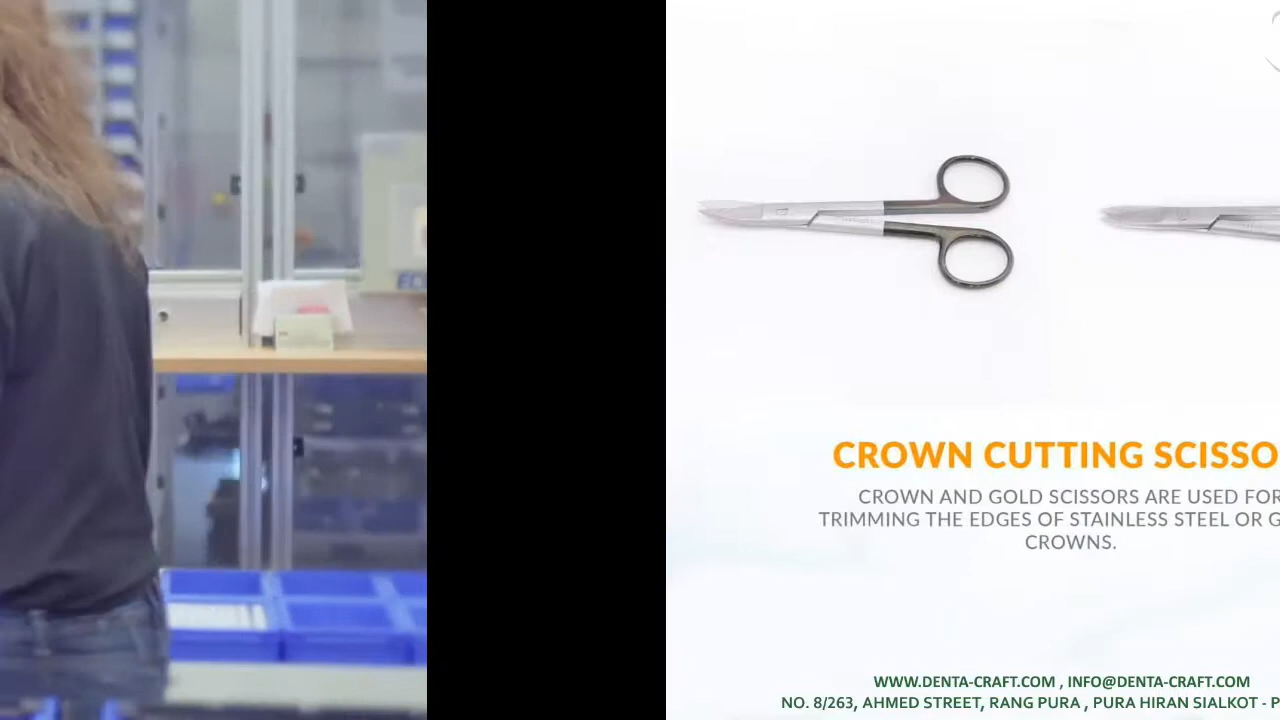 CROWN CUTTING SCISSO
CROWN AND GOLD SCISSORS ARE USED FOR
TRIMMING THE EDGES OF STAINLESS STEEL OR G
CROWNS.
WWW.DENTA-CRAFT.COM , INFO@DENTA-CRAFT.COM
NO. 8/263, AHMED STREET, RANG PURA , PURA HIRAN SIALKOT - P